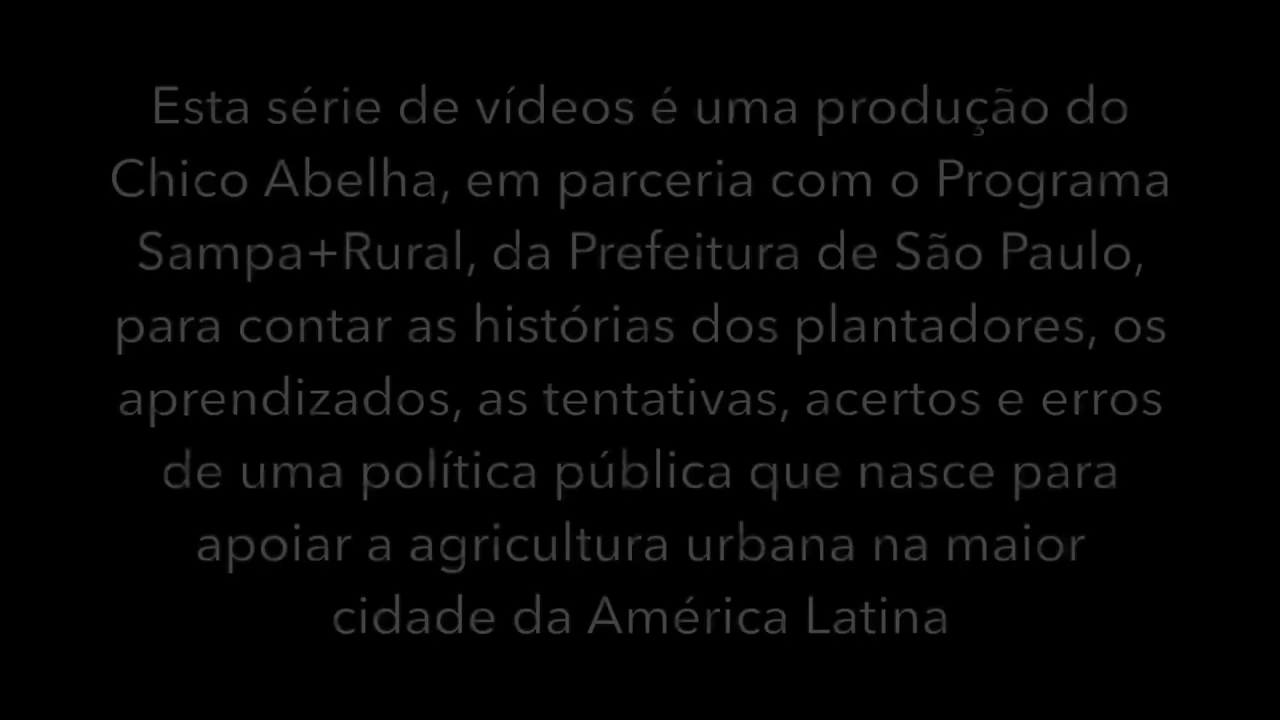 Esta série de vídeos é uma produção do
Chico Abelha, em parceria com o Programa
Sampa+Rural, da Prefeitura de São Paulo,
para contar as histórias dos plantadores, os
aprendizados, as tentativas, acertos e erros
de uma política pública que nasce para
apoiar a agricultura urbana na maior
cidade da América Latina